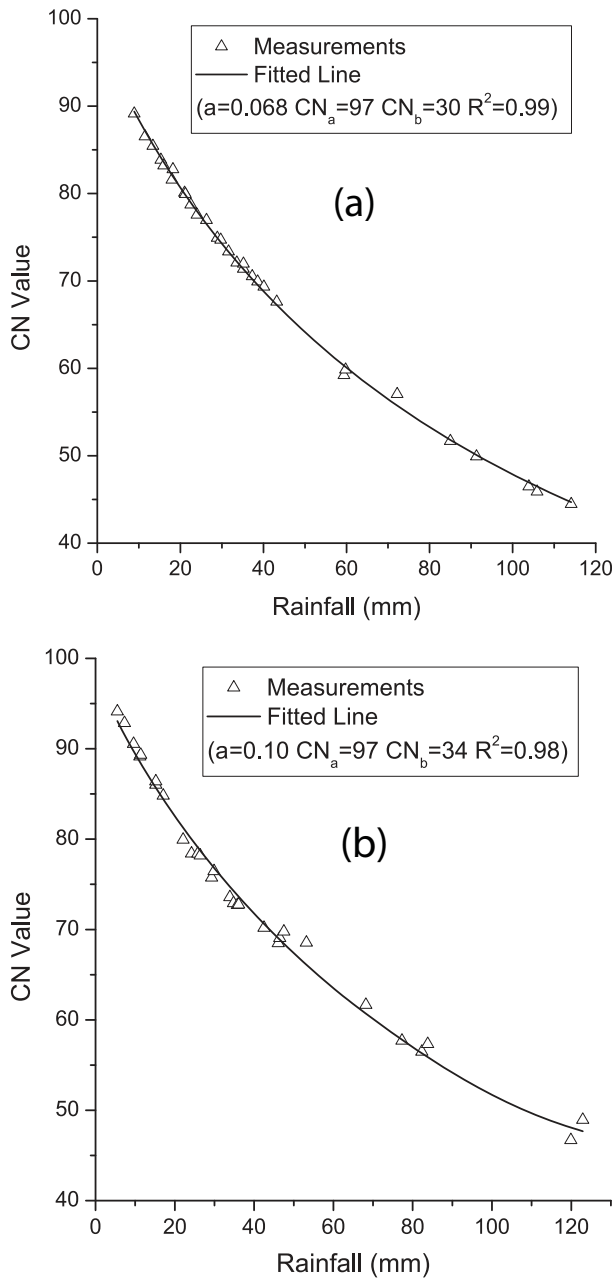 100
90
80
70
60
50
40
CN Value
△ Measurements
Fitted Line
(a=0.068 CNₐ=97 CN_b=30 R²=0.99)
(a)
0 20 40 60 80 100 120
Rainfall (mm)
100
90
80
70
60
50
40
CN Value
△ Measurements
Fitted Line
(a=0.10 CNₐ=97 CN_b=34 R²=0.98)
(b)
0 20 40 60 80 100 120
Rainfall (mm)